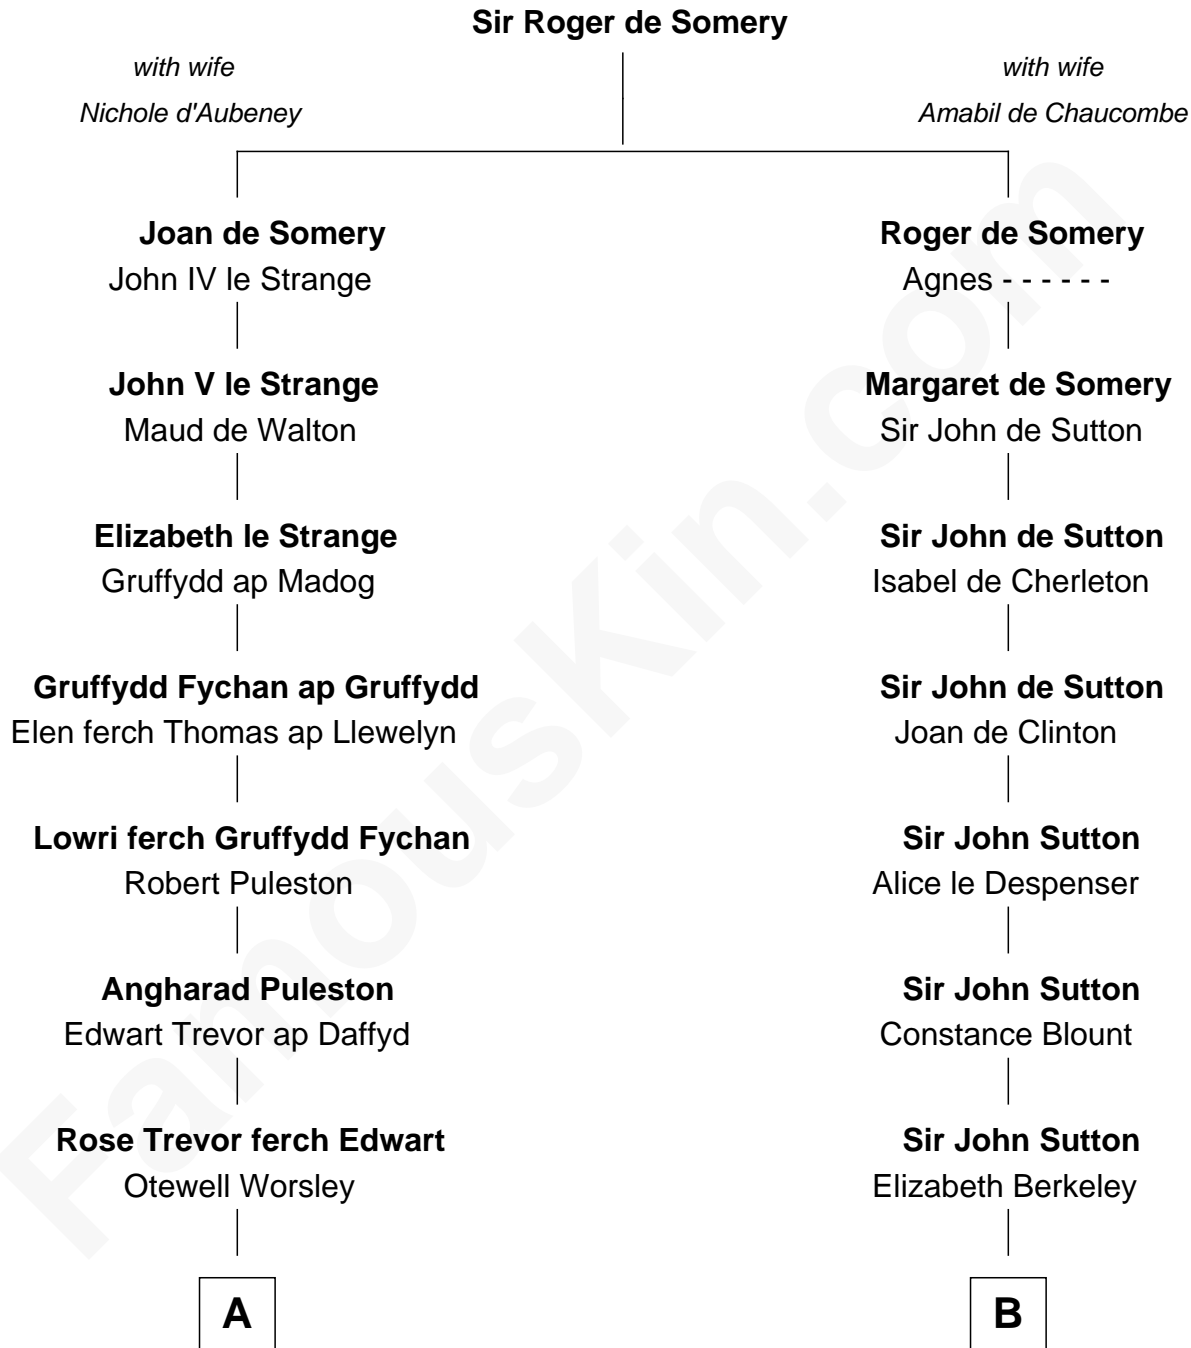 Sir Roger de Somery
with wife
Nichole d'Aubeney
with wife
Amabil de Chaucombe
Joan de Somery
John IV le Strange
Roger de Somery
Agnes - - - - - -
John V le Strange
Maud de Walton
Margaret de Somery
Sir John de Sutton
Elizabeth le Strange
Gruffydd ap Madog
Sir John de Sutton
Isabel de Cherleton
Gruffydd Fychan ap Gruffydd
Elen ferch Thomas ap Llewelyn
Sir John de Sutton
Joan de Clinton
Lowri ferch Gruffydd Fychan
Robert Puleston
Sir John Sutton
Alice le Despenser
Angharad Puleston
Edwart Trevor ap Daffyd
Sir John Sutton
Constance Blount
Rose Trevor ferch Edwart
Otewell Worsley
Sir John Sutton
Elizabeth Berkeley
A
B
FamousKin.com